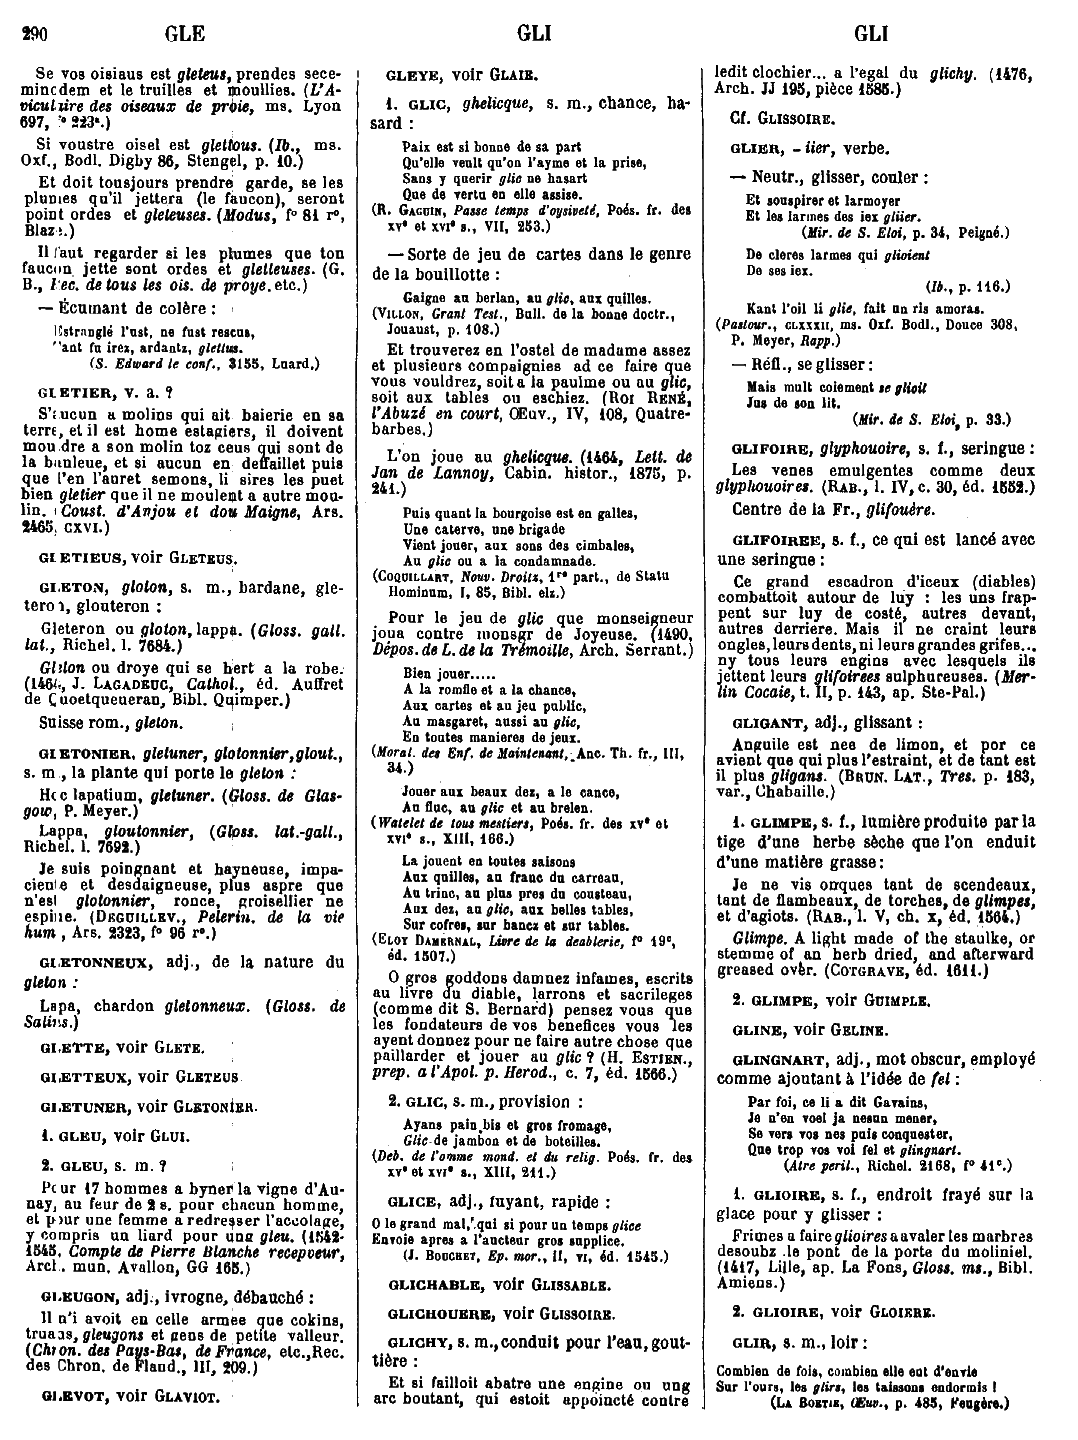 290 GLE GLI GLI
Se vos oisiaus est gleteus, prendes sece-
mincdem et le truilles et moullies. (L'A-
viculture des oiseaux de proie, ms. Lyon
697, f° 223ª.)
Si voustre oisel est glettous. (Ib., ms.
Oxf., Bodl. Digby 86, Stengel, p. 10.)
Et doit tousjours prendre garde, se les
plumes qu'il jettera (le faucon), seront
point ordes et gleteuses. (Modus, f° 81 r°,
Blaz.)
Il faut regarder si les plumes que ton
faucon jette sont ordes et gletteuses. (G.
B., Rec. de tous les ois. de proye. etc.)
— Écumant de colère :
Estranglé l'ust, ne fust rescus,
Tant fu irez, ardantz, glettus.
(S. Edward le conf., 3155, Luard.)
GLETIER, v. a. ?
S'aucun a molins qui ait baierie en sa
terre, et il est home estagiers, il doivent
moudre a son molin toz ceus qui sont de
la banleue, et si aucun en deffaillet puis
que l'en l'auret semons, li sires les puet
bien gletier que il ne moulent a autre mou-
lin. (Coust. d'Anjou et dou Maigne, Ars.
2465, CXVI.)
GLETIEUS, voir GLETEUS.
GLETON, gloton, s. m., bardane, gle-
teron, glouteron :
Gleteron ou gloton, lappa. (Gloss. gall.
lat., Richel. l. 7684.)
Gleton ou droye qui se hert a la robe.
(1464, J. LAGADEUC, Cathol., éd. Auffret
de Quoetqueueran, Bibl. Quimper.)
Suisse rom., gleton.
GLETONIER, gletuner, glotonnier, glout.,
s. m., la plante qui porte le gleton :
Hec lapatium, gletuner. (Gloss. de Glas-
gow, P. Meyer.)
Lappa, gloutonnier, (Gloss. lat.-gall.,
Richel. l. 7692.)
Je suis poingnant et hayneuse, impa-
ciente et desdaigneuse, plus aspre que
n'est glotonnier, ronce, groisellier ne
espine. (DEGUILLEV., Pelerin. de la vie
hum., Ars. 2323, f° 96 r°.)
GLETONNEUX, adj., de la nature du
gleton :
Lapa, chardon gletonneux. (Gloss. de
Salins.)
GLETTE, voir GLETE.
GLETTEUX, voir GLETEUS
GLETUNER, voir GLETONIER.
1. GLEU, voir GLUI.
2. GLEU, s. m. ?
Pour 17 hommes a byner la vigne d'Au-
nay, au feur de 2 s. pour chacun homme,
et pour une femme a redresser l'accolage,
y compris un liard pour une gleu. (1542-
1545, Compte de Pierre Blanche recepveur,
Arch. mun. Avallon, GG 165.)
GLEUGON, adj., ivrogne, débauché :
Il n'i avoit en celle armee que cokins,
truans, gleugons et gens de petite valleur.
(Chron. des Pays-Bas, de France, etc., Rec.
des Chron. de Fland., III, 209.)
GLEVOT, voir GLAVIOT.
GLEYE, voir GLAIE.
1. GLIC, ghelicque, s. m., chance, ha-
sard :
Paix est si bonne de sa part
Qu'elle veult qu'on l'ayme et la prise,
Sans y querir glic ne hasart
Que de vertu en elle assise.
(R. GAGUIN, Passe temps d'oysiveté, Poés. fr. des
XVᵉ et XVIᵉ s., VII, 253.)
— Sorte de jeu de cartes dans le genre
de la bouillotte :
Gaigne au berlan, au glic, aux quilles.
(VILLON, Grant Test., Bull. de la bonne doctr.,
Jouaust, p. 108.)
Et trouverez en l'ostel de madame assez
et plusieurs compaignies ad ce faire que
vous vouldrez, soit a la paulme ou au glic,
soit aux tables ou eschiez. (ROI RENÉ,
l'Abuzé en court, Œuv., IV, 108, Quatre-
barbes.)
L'on joue au ghelicque. (1464, Lett. de
Jan de Lannoy, Cabin. histor., 1875, p.
241.)
Puis quant la bourgoise est en galles,
Une caterve, une brigade
Vient jouer, aux sons des cimbales,
Au glic ou a la condamnade.
(COQUILLART, Nouv. Droitz, 1ʳᵉ part., de Statu
Hominum, I, 85, Bibl. elz.)
Pour le jeu de glic que monseigneur
joua contre monsgr de Joyeuse. (1490,
Dépos. de L. de la Trémoille, Arch. Serrant.)
Bien jouer.....
A la romfle et a la chance,
Aux cartes et au jeu public,
Au masgaret, aussi au glic,
En toutes manieres de jeux.
(Moral. des Enf. de Maintenant, Anc. Th. fr., III,
34.)
Jouer aux beaux dez, a le cance,
Au fluc, au glic et au brelen.
(Watelet de tous mestiers, Poés. fr. des XVᵉ et
XVIᵉ s., XIII, 166.)
La jouent en toutes saisons
Aux quilles, au franc du carreau,
Au trinc, au plus pres du cousteau,
Aux dez, au glic, aux belles tables,
Sur cofres, sur bancz et sur tables.
(ELOY DAMERNAL, Livre de la deablerie, f° 19ᶜ,
éd. 1507.)
O gros goddons damnez infames, escrits
au livre du diable, larrons et sacrileges
(comme dit S. Bernard) pensez vous que
les fondateurs de vos benefices vous les
ayent donnez pour ne faire autre chose que
paillarder et jouer au glic ? (H. ESTIEN.,
prep. a l'Apol. p. Herod., c. 7, éd. 1566.)
2. GLIC, s. m., provision :
Ayans pain bis et gros fromage,
Glic de jambon et de boteilles.
(Deb. de l'omme mond. et du relig. Poés. fr. des
XVᵉ et XVIᵉ s., XIII, 211.)
GLICE, adj., fuyant, rapide :
O le grand mal, qui si pour un temps glice
Envoie apres a l'aucteur gros supplice.
(J. BOUCHET, Ep. mor., II, VI, éd. 1545.)
GLICHABLE, voir GLISSABLE.
GLICHOUERE, voir GLISSOIRE.
GLICHY, s. m., conduit pour l'eau, gout-
tière :
Et si failloit abatre une engine ou ung
arc boutant, qui estoit appoincté contre
ledit clochier... a l'egal du glichy. (1476,
Arch. JJ 195, pièce 1585.)
Cf. GLISSOIRE.
GLIER, - iier, verbe.
— Neutr., glisser, couler :
Et souspirer et larmoyer
Et les larmes des iex gliier.
(Mir. de S. Eloi, p. 34, Peigné.)
De cleres larmes qui glioient
De ses iex.
(Ib., p. 116.)
Kant l'oil li glie, fait un ris amoras.
(Pastour., CLXXXII, ms. Oxf. Bodl., Douce 308,
P. Meyer, Rapp.)
— Réfl., se glisser :
Mais mult coiement se glioit
Jus de son lit.
(Mir. de S. Eloi, p. 33.)
GLIFOIRE, glyphouoire, s. f., seringue :
Les venes emulgentes comme deux
glyphouoires. (RAB., l. IV, c. 30, éd. 1552.)
Centre de la Fr., glifouère.
GLIFOIREE, s. f., ce qui est lancé avec
une seringue :
Ce grand escadron d'iceux (diables)
combattoit autour de luy : les uns frap-
pent sur luy de costé, autres devant,
autres derriere. Mais il ne craint leurs
ongles, leurs dents, ni leurs grandes grifes...
ny tous leurs engins avec lesquels ils
jettent leurs glifoirees sulphureuses. (Mer-
lin Cocaie, t. II, p. 143, ap. Ste-Pal.)
GLIGANT, adj., glissant :
Anguile est nee de limon, et por ce
avient que qui plus l'estraint, et de tant est
il plus gligans. (BRUN. LAT., Tres. p. 183,
var., Chabaille.)
1. GLIMPE, s. f., lumière produite par la
tige d'une herbe sèche que l'on enduit
d'une matière grasse :
Je ne vis onques tant de scendeaux,
tant de flambeaux, de torches, de glimpes,
et d'agiots. (RAB., l. V, ch. X, éd. 1564.)
Glimpe. A light made of the staulke, or
stemme of an herb dried, and afterward
greased over. (COTGRAVE, éd. 1611.)
2. GLIMPE, voir GUIMPLE.
GLINE, voir GELINE.
GLINGNART, adj., mot obscur, employé
comme ajoutant à l'idée de fel :
Par foi, ce li a dit Gavains,
Je n'en voel ja nesun mener,
Se vers vos nes puis conquester,
Que trop vos voi fel et glingnart.
(Atre peril., Richel. 2168, f° 41ᶜ.)
1. GLIOIRE, s. f., endroit frayé sur la
glace pour y glisser :
Frimes a faire glioires a avaler les marbres
desoubz le pont de la porte du moliniel.
(1417, Lille, ap. La Fons, Gloss. ms., Bibl.
Amiens.)
2. GLIOIRE, voir GLOIERE.
GLIR, s. m., loir :
Combien de fois, combien elle eut d'envie
Sur l'ours, les glirs, les taissons endormis !
(LA BOETIE, Œuv., p. 485, Feugère.)